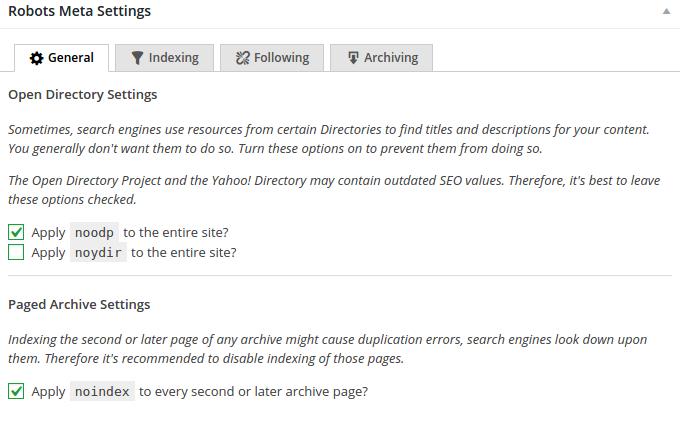 Robots Meta Settings
General Indexing Following Archiving
Open Directory Settings
Sometimes, search engines use resources from certain Directories to find titles and descriptions for your content.
You generally don't want them to do so. Turn these options on to prevent them from doing so.
The Open Directory Project and the Yahoo! Directory may contain outdated SEO values. Therefore, it's best to leave
these options checked.
Apply noodp to the entire site?
Apply noydir to the entire site?
Paged Archive Settings
Indexing the second or later page of any archive might cause duplication errors, search engines look down upon
them. Therefore it's recommended to disable indexing of those pages.
Apply noindex to every second or later archive page?